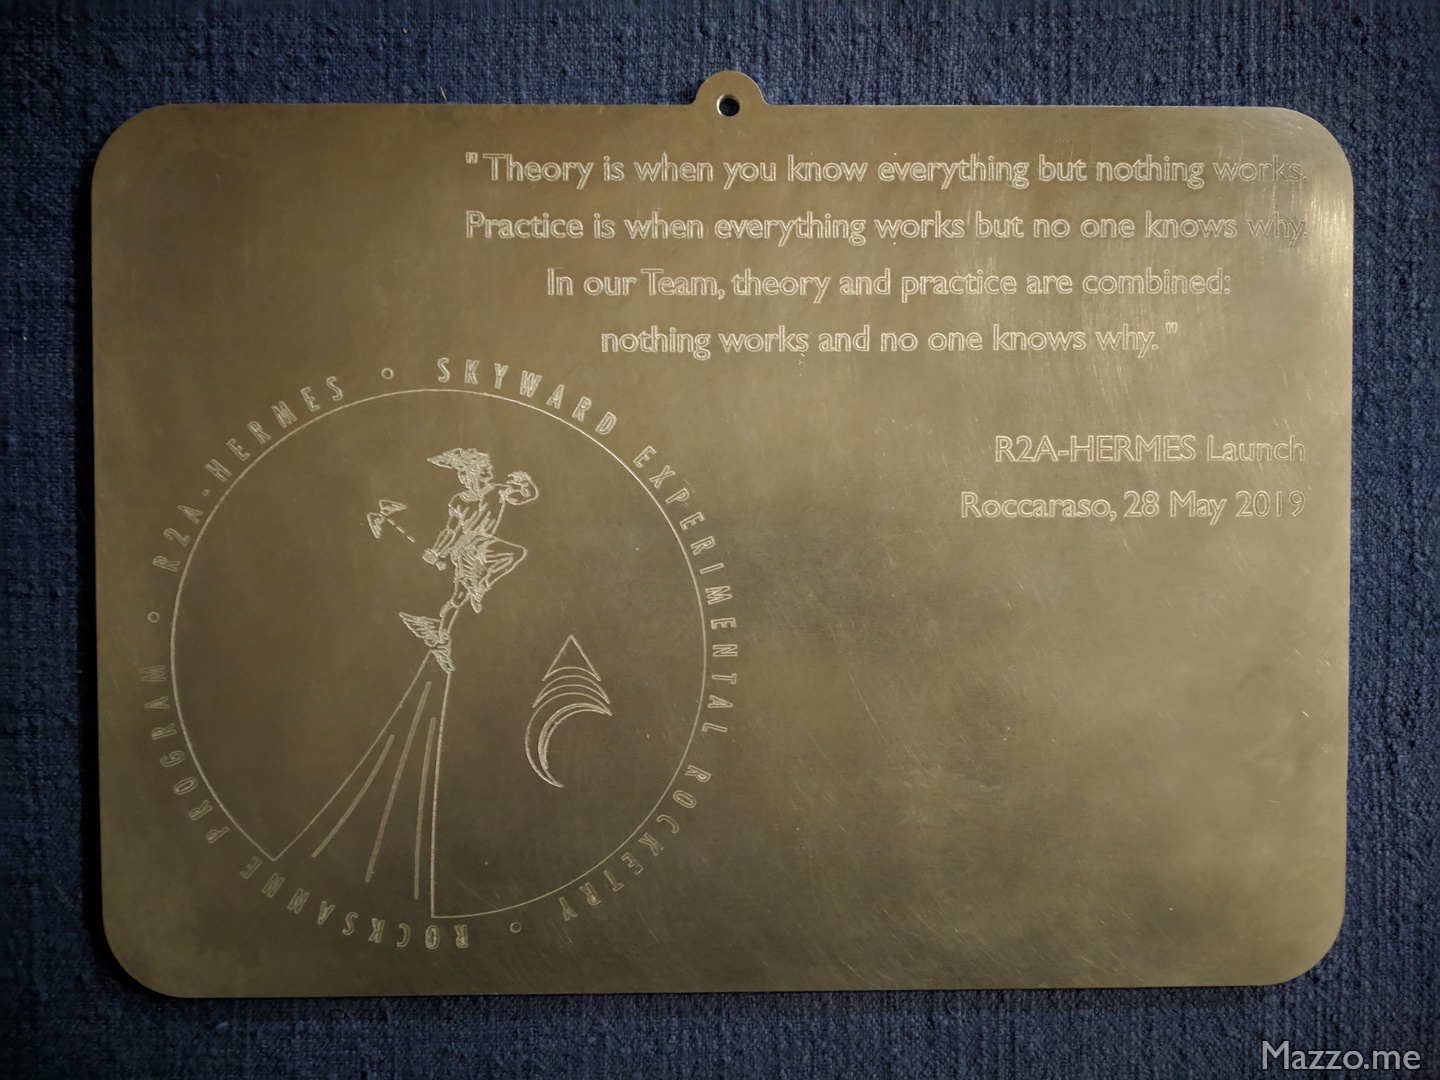 " Theory is when you know everything but nothing works.
Practice is when everything works but no one knows why.
In our Team, theory and practice are combined:
nothing works and no one knows why. "
R2A-HERMES Launch
Roccaraso, 28 May 2019
R2A-HERMES ○ SKYWARD EXPERIMENTAL ROCKETRY ○ ROCKSANNE PROGRAM ○
Mazzo.me